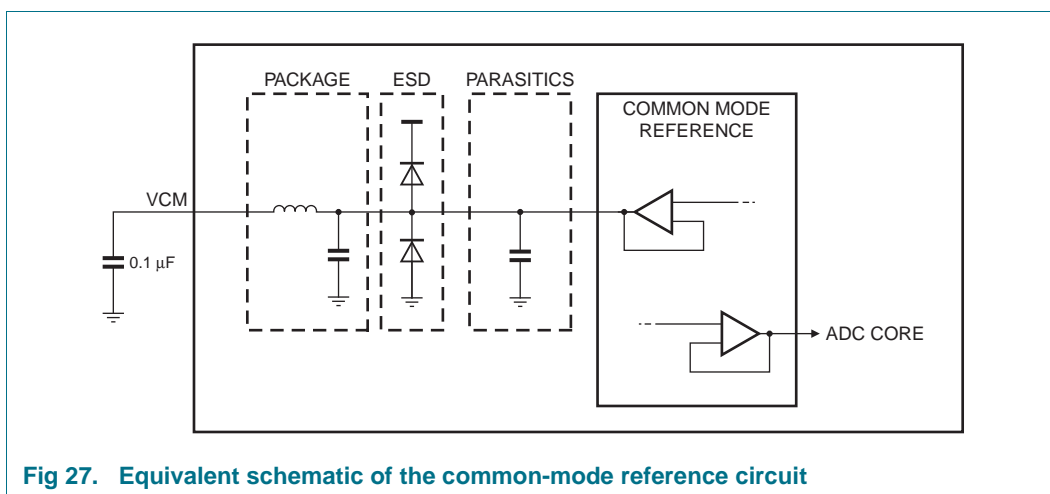 PACKAGE ESD PARASITICS
COMMON MODE
REFERENCE
VCM
0.1 μF
ADC CORE
Fig 27. Equivalent schematic of the common-mode reference circuit